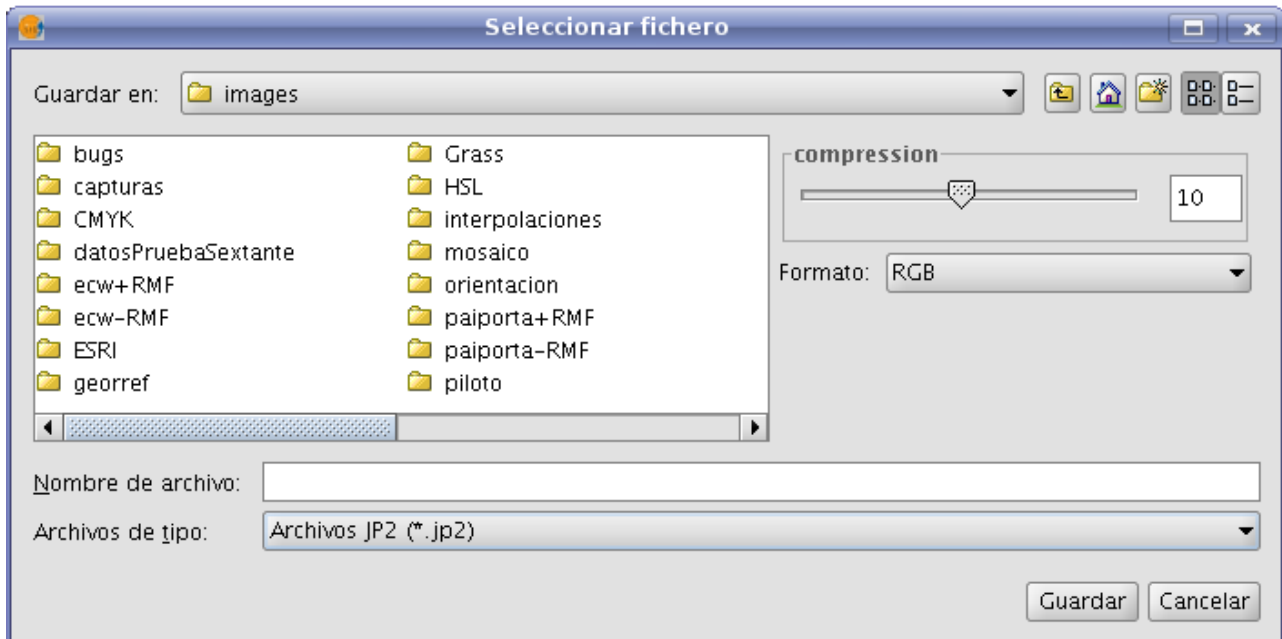 Seleccionar fichero
Guardar en: images
bugs
capturas
CMYK
datosPruebaSextante
ecw+RMF
ecw-RMF
ESRI
georref
Grass
HSL
interpolaciones
mosaico
orientacion
paiporta+RMF
paiporta-RMF
piloto
compression
10
Formato: RGB
Nombre de archivo:
Archivos de tipo: Archivos JP2 (*.jp2)
Guardar Cancelar